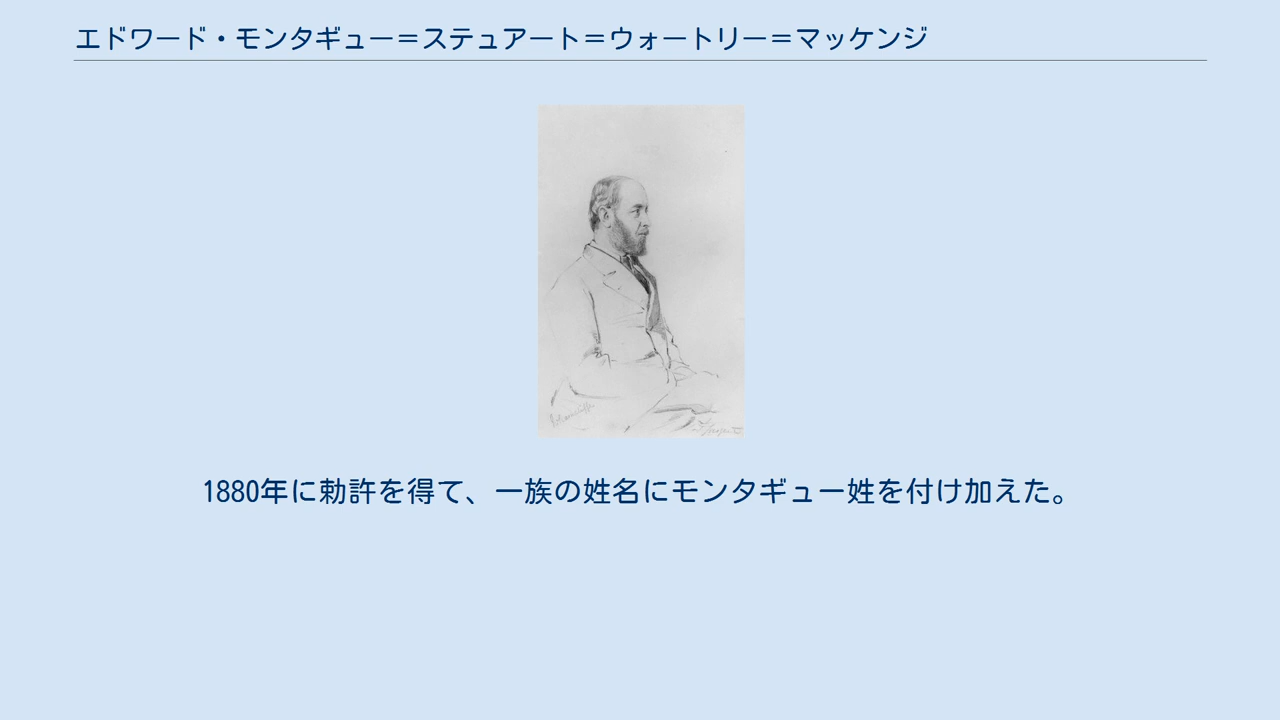 エドワード・モンタギュー＝ステュアート＝ウォートリー＝マッケンジ
1880年に勅許を得て、一族の姓名にモンタギュー姓を付け加えた。